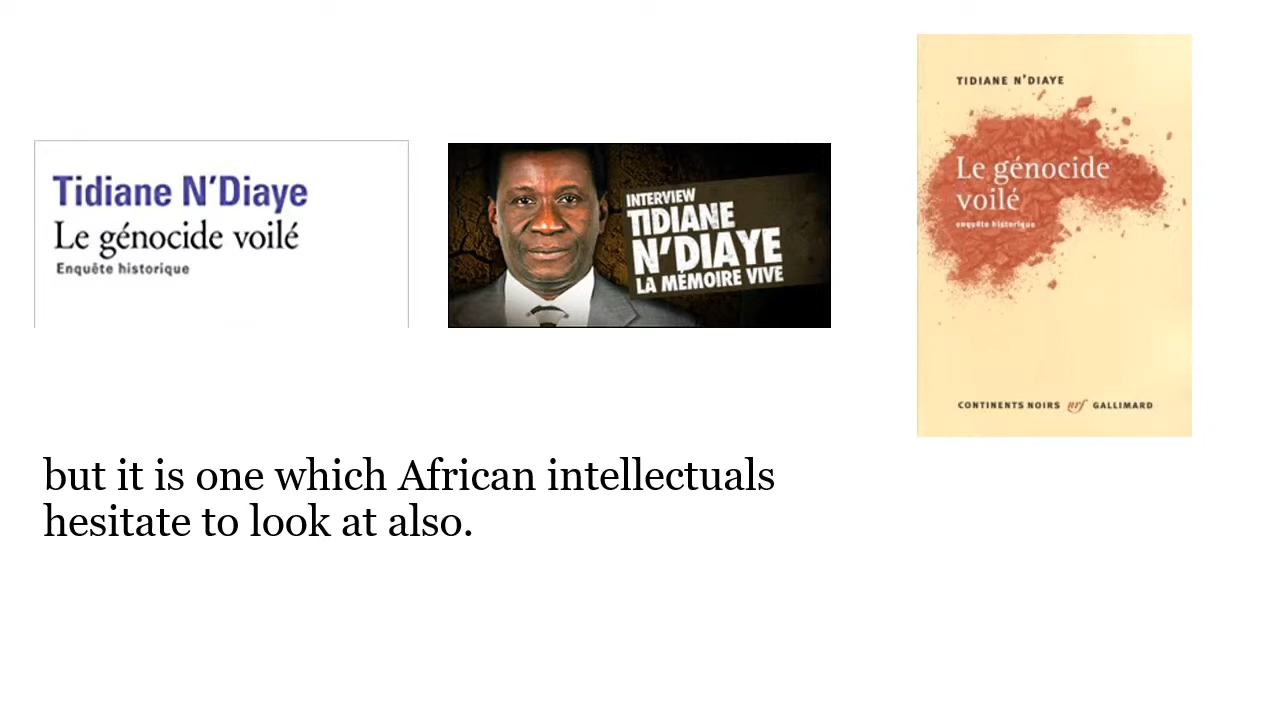 Tidiane N'Diaye
Le génocide voilé
Enquête historique
INTERVIEW
TIDIANE
N'DIAYE
LA MÉMOIRE VIVE
TIDIANE N'DIAYE
Le génocide
voilé
enquête historique
CONTINENTS NOIRS nrf GALLIMARD
but it is one which African intellectuals
hesitate to look at also.